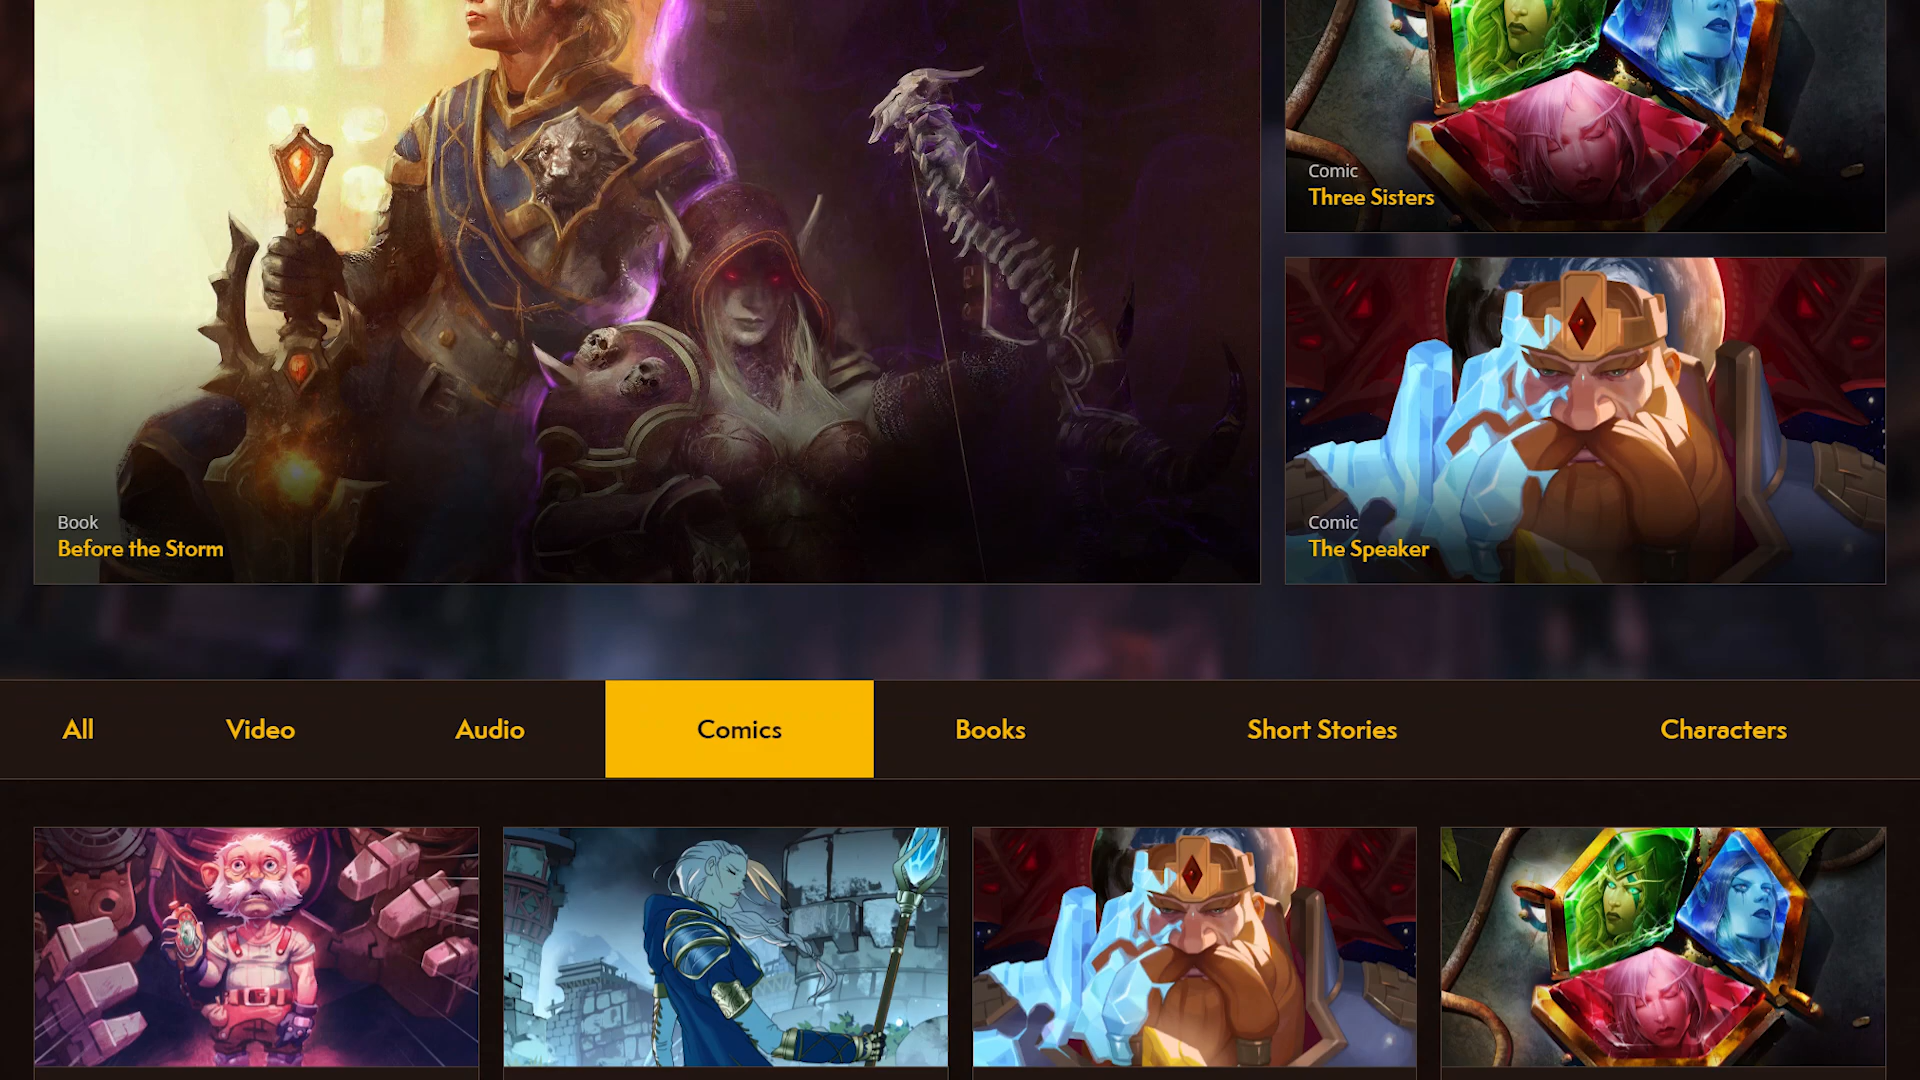 Book
Before the Storm
Comic
Three Sisters
Comic
The Speaker
All
Video
Audio
Comics
Books
Short Stories
Characters